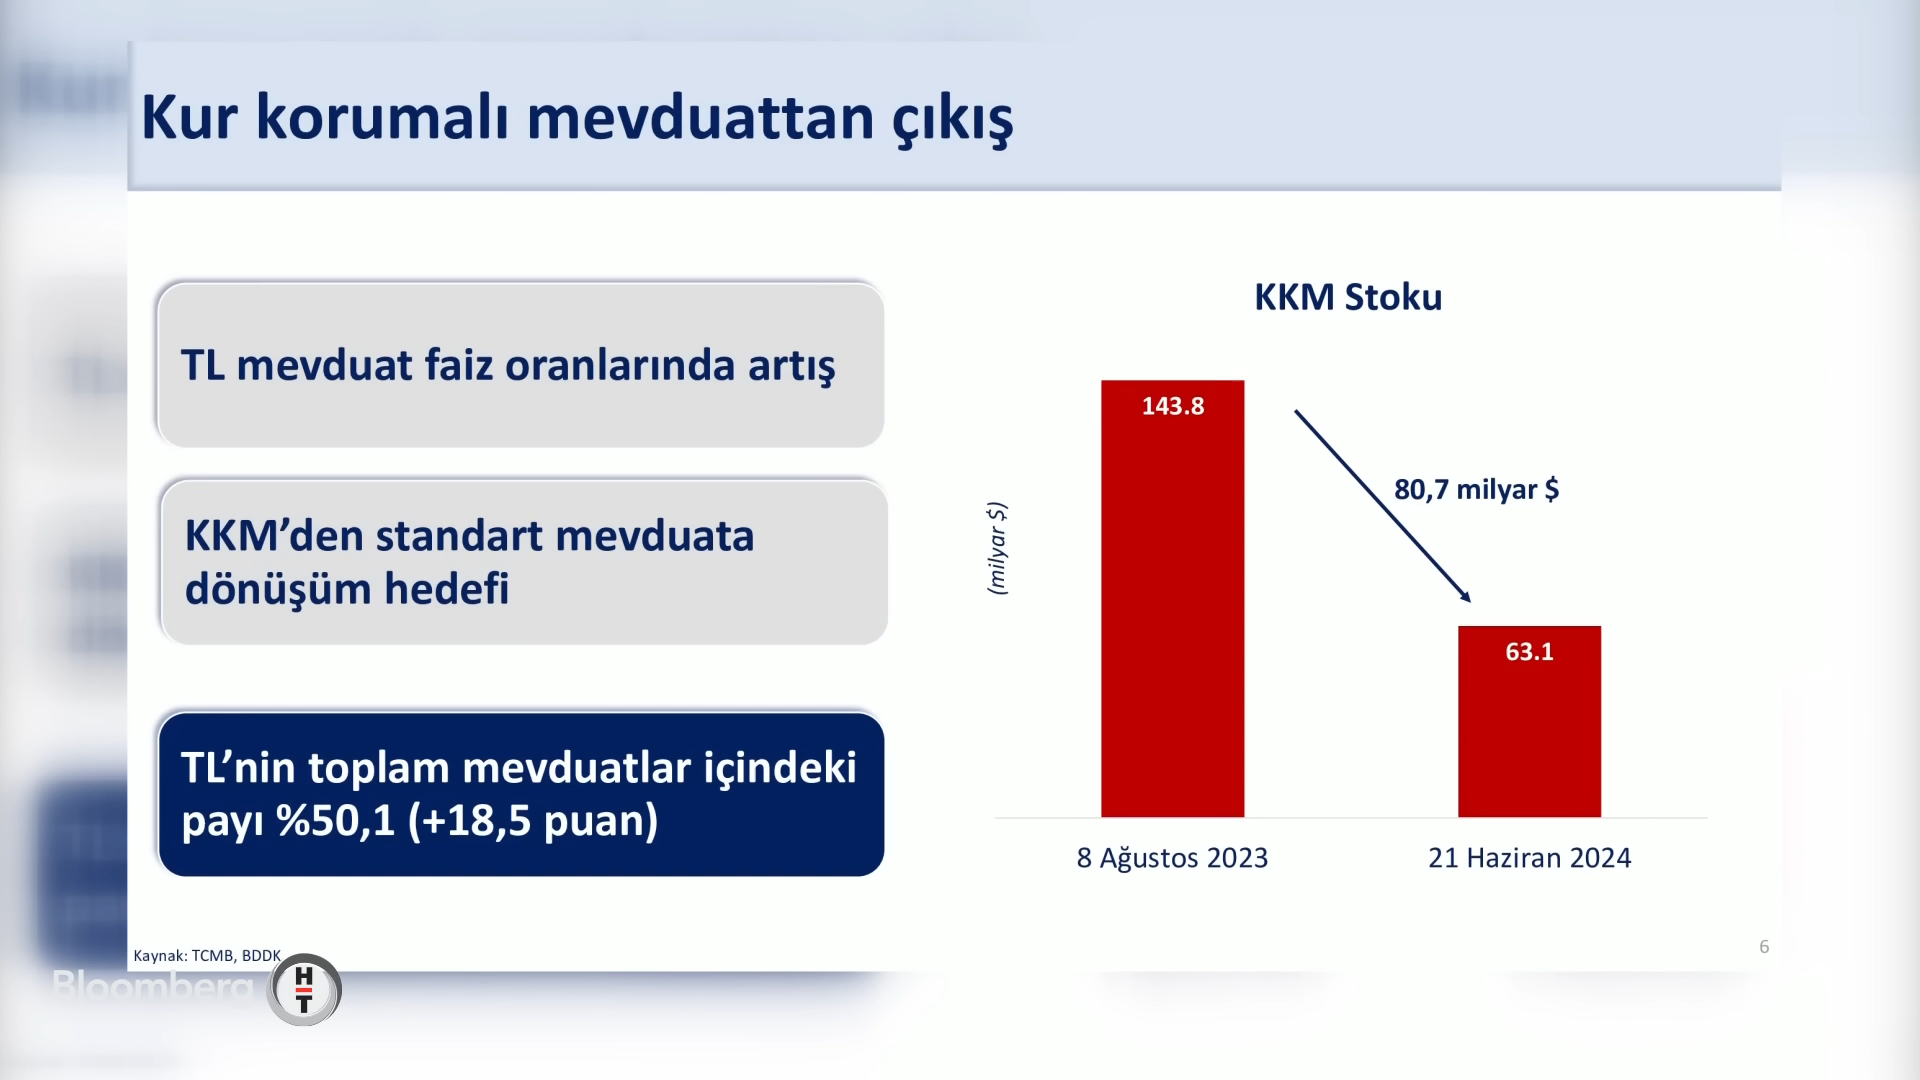 Kur korumalı mevduattan çıkış
TL mevduat faiz oranlarında artış
KKM’den standart mevduata
dönüşüm hedefi
TL’nin toplam mevduatlar içindeki
payı %50,1 (+18,5 puan)
KKM Stoku
(milyar $)
143.8
80,7 milyar $
63.1
8 Ağustos 2023
21 Haziran 2024
Kaynak: TCMB, BDDK
6
Bloomberg
H
T